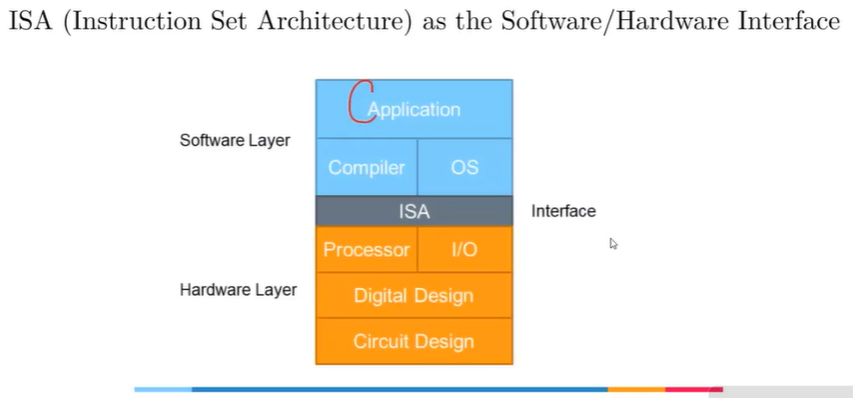 ISA (Instruction Set Architecture) as the Software/Hardware Interface
C
Application
Software Layer
Compiler
OS
ISA
Interface
Processor
I/O
Hardware Layer
Digital Design
Circuit Design